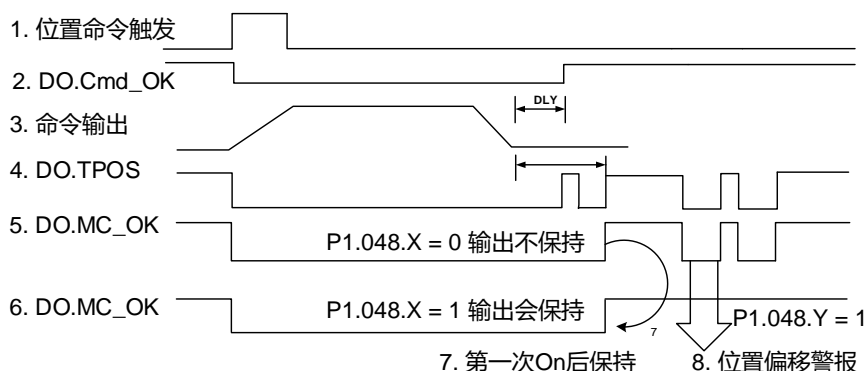 1. 位置命令触发
2. DO.Cmd_OK
DLY
3. 命令输出
4. DO.TPOS
5. DO.MC_OK
P1.048.X = 0 输出不保持
6. DO.MC_OK
P1.048.X = 1 输出会保持
7
P1.048.Y = 1
7. 第一次On后保持
8. 位置偏移警报